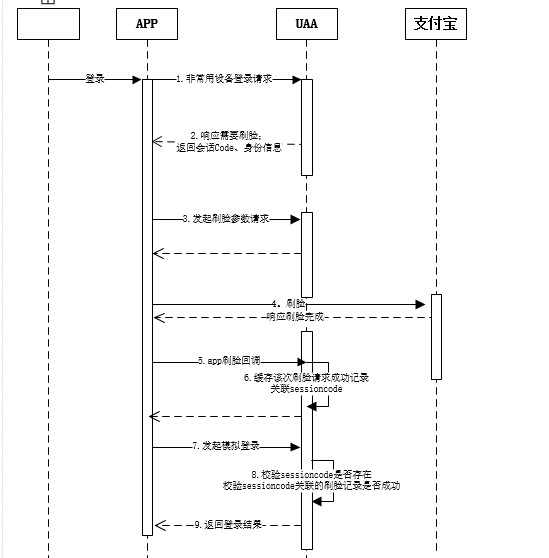 APP
UAA
支付宝
登录
1.非常用设备登录请求
2.响应需要刷脸;
返回会话Code、身份信息
3.发起刷脸参数请求
4。刷脸
响应刷脸完成
5.app刷脸回调
6.缓存该次刷脸请求成功记录
关联sessioncode
7.发起模拟登录
8.校验sessioncode是否存在
校验sessioncode关联的刷脸记录是否成功
9.返回登录结果